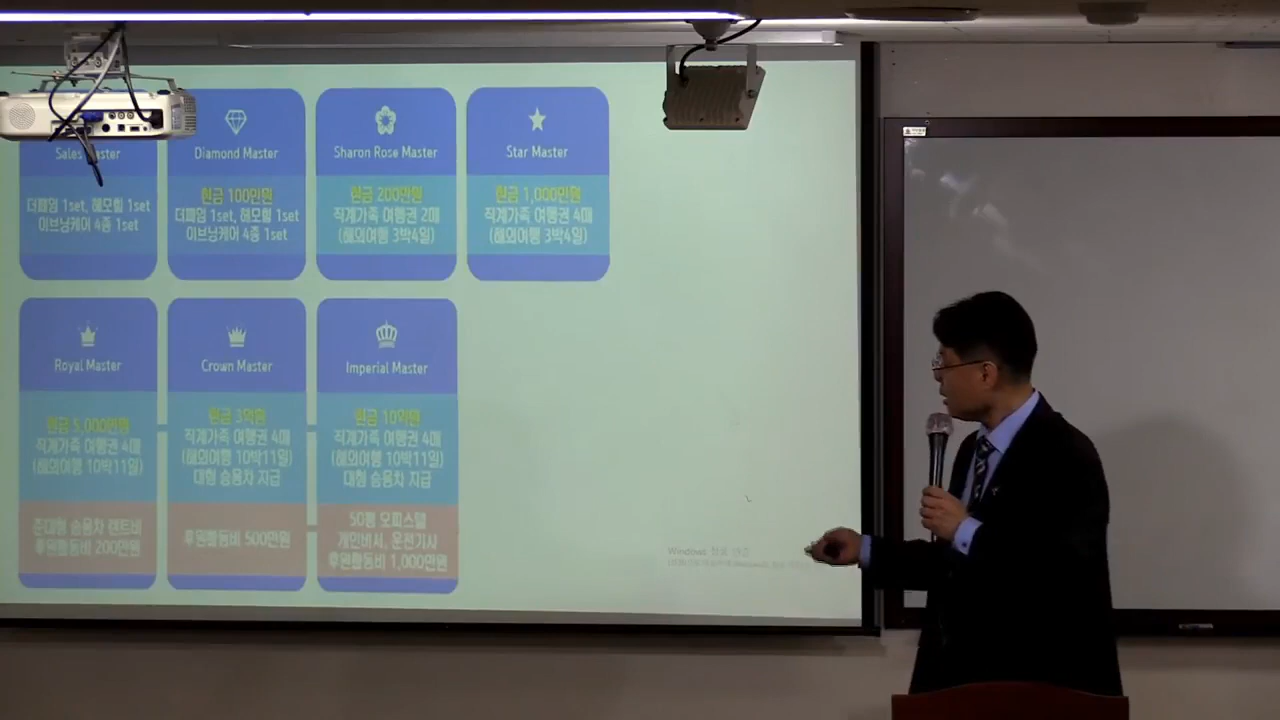 Sales Master
더페임 1set, 헤모힘 1set
이브닝케어 4종 1set
Diamond Master
현금 100만원
더페임 1set, 헤모힘 1set
이브닝케어 4종 1set
Sharon Rose Master
현금 200만원
직계가족 여행권 2매
(해외여행 3박4일)
Star Master
현금 1,000만원
직계가족 여행권 4매
(해외여행 3박4일)
Royal Master
현금 5,000만원
직계가족 여행권 4매
(해외여행 10박11일)
준대형 승용차 렌트비
후원활동비 200만원
Crown Master
현금 3억원
직계가족 여행권 4매
(해외여행 10박11일)
대형 승용차 지급
후원활동비 500만원
Imperial Master
현금 10억원
직계가족 여행권 4매
(해외여행 10박11일)
대형 승용차 지급
50평 오피스텔
개인비서, 운전기사
후원활동비 1,000만원
Windows 정품 인증